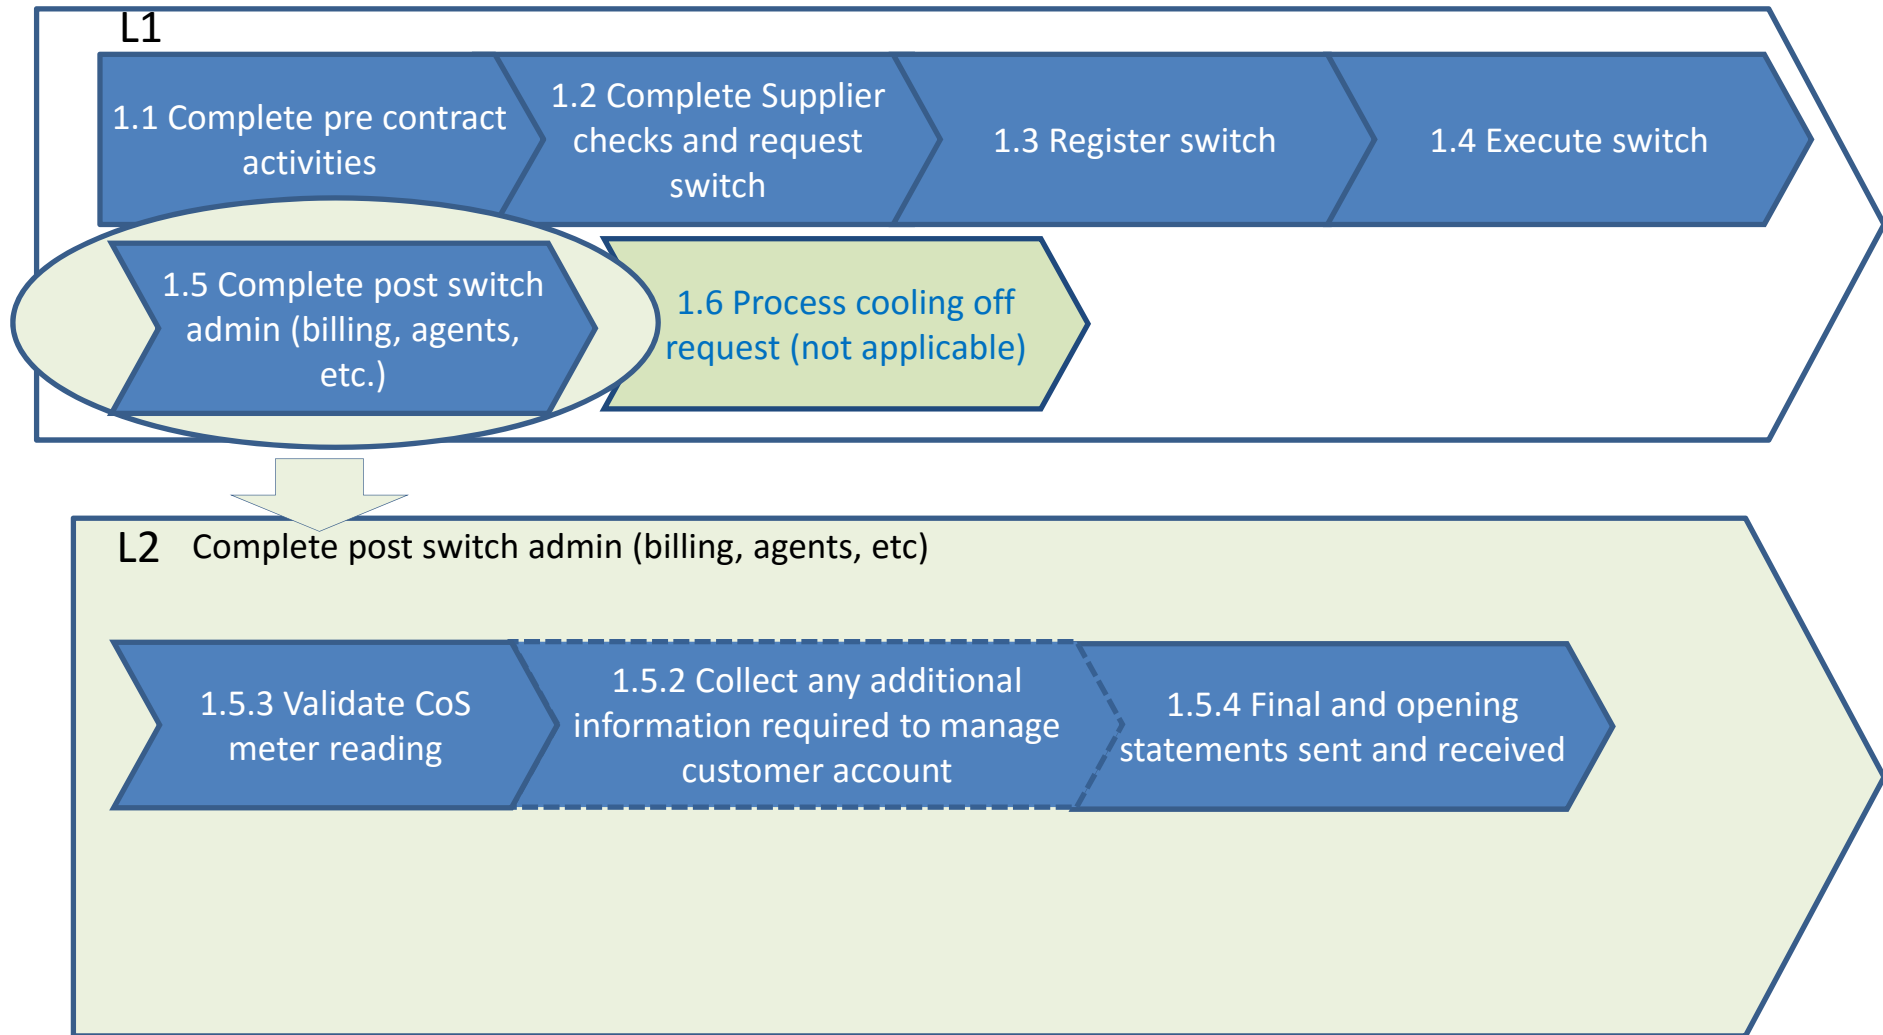 L1
1.1 Complete pre contract
activities
1.2 Complete Supplier
checks and request
switch
1.3 Register switch
1.4 Execute switch
1.5 Complete post switch
admin (billing, agents,
etc.)
1.6 Process cooling off
request (not applicable)
L2 Complete post switch admin (billing, agents, etc)
1.5.3 Validate CoS
meter reading
1.5.2 Collect any additional
information required to manage
customer account
1.5.4 Final and opening
statements sent and received